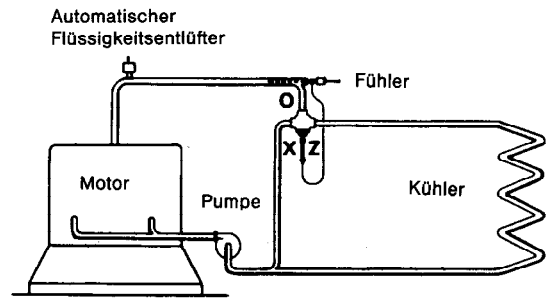 Automatischer
Flüssigkeitsentlüfter
Fühler
O
X Z
Motor
Pumpe
Kühler